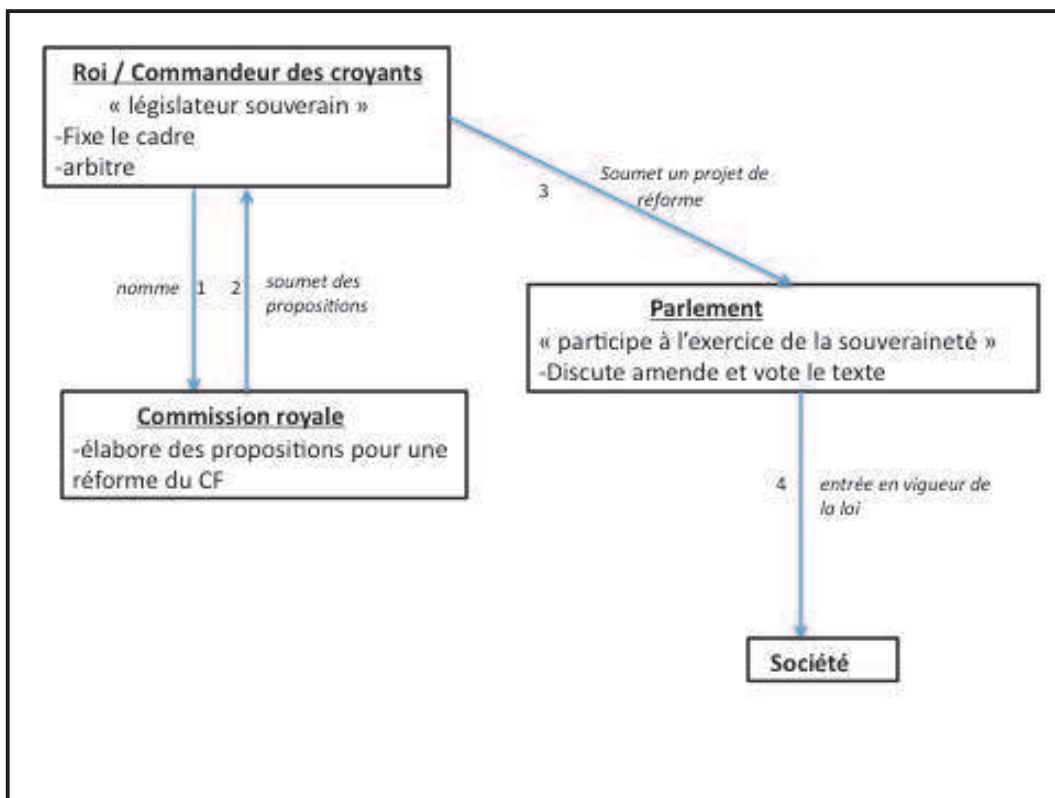 Roi / Commandeur des croyants
« législateur souverain »
-Fixe le cadre
-arbitre
3
Soumet un projet de
réforme
nomme
1
2
soumet des
propositions
Parlement
« participe à l'exercice de la souveraineté »
-Discute amende et vote le texte
Commission royale
-élabore des propositions pour une
réforme du CF
4
entrée en vigueur de
la loi
Société